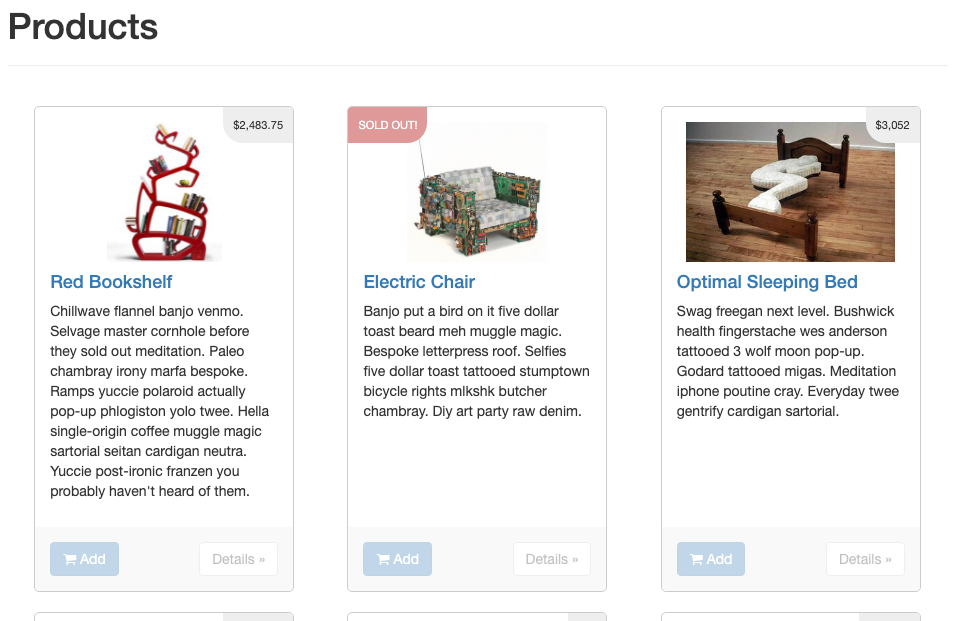 Products
$2,483.75
Red Bookshelf
Chillwave flannel banjo venmo.
Selvage master cornhole before
they sold out meditation. Paleo
chambray irony marfa bespoke.
Ramps yuccie polaroid actually
pop-up phlogiston yolo twee. Hella
single-origin coffee muggle magic
sartorial seitan cardigan neutra.
Yuccie post-ironic franzen you
probably haven't heard of them.
Add
Details »
SOLD OUT!
Electric Chair
Banjo put a bird on it five dollar
toast beard meh muggle magic.
Bespoke letterpress roof. Selfies
five dollar toast tattooed stumptown
bicycle rights mlkshk butcher
chambray. Diy art party raw denim.
Add
Details »
$3,052
Optimal Sleeping Bed
Swag freegan next level. Bushwick
health fingerstache wes anderson
tattooed 3 wolf moon pop-up.
Godard tattooed migas. Meditation
iphone poutine cray. Everyday twee
gentrify cardigan sartorial.
Add
Details »